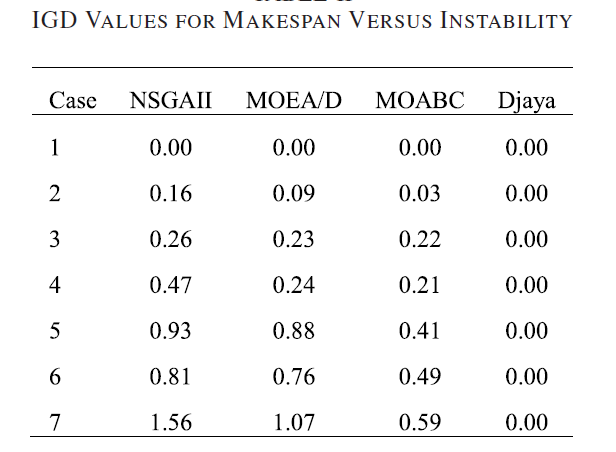 IGD VALUES FOR MAKESPAN VERSUS INSTABILITY
Case NSGAII MOEA/D MOABC Djaya
1 0.00 0.00 0.00 0.00
2 0.16 0.09 0.03 0.00
3 0.26 0.23 0.22 0.00
4 0.47 0.24 0.21 0.00
5 0.93 0.88 0.41 0.00
6 0.81 0.76 0.49 0.00
7 1.56 1.07 0.59 0.00